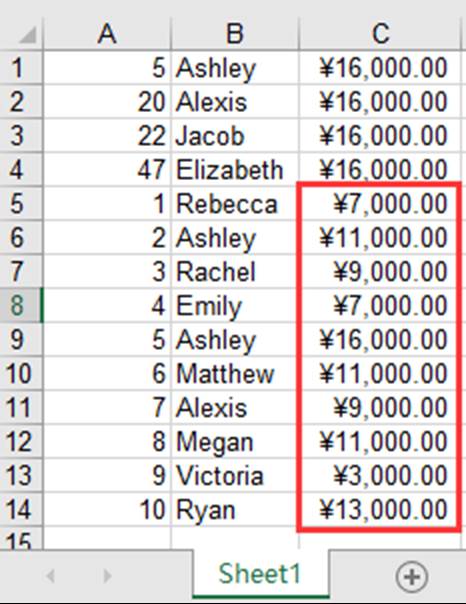 A B C
1 5 Ashley ¥16,000.00
2 20 Alexis ¥16,000.00
3 22 Jacob ¥16,000.00
4 47 Elizabeth ¥16,000.00
5 1 Rebecca ¥7,000.00
6 2 Ashley ¥11,000.00
7 3 Rachel ¥9,000.00
8 4 Emily ¥7,000.00
9 5 Ashley ¥16,000.00
10 6 Matthew ¥11,000.00
11 7 Alexis ¥9,000.00
12 8 Megan ¥11,000.00
13 9 Victoria ¥3,000.00
14 10 Ryan ¥13,000.00
15
Sheet1